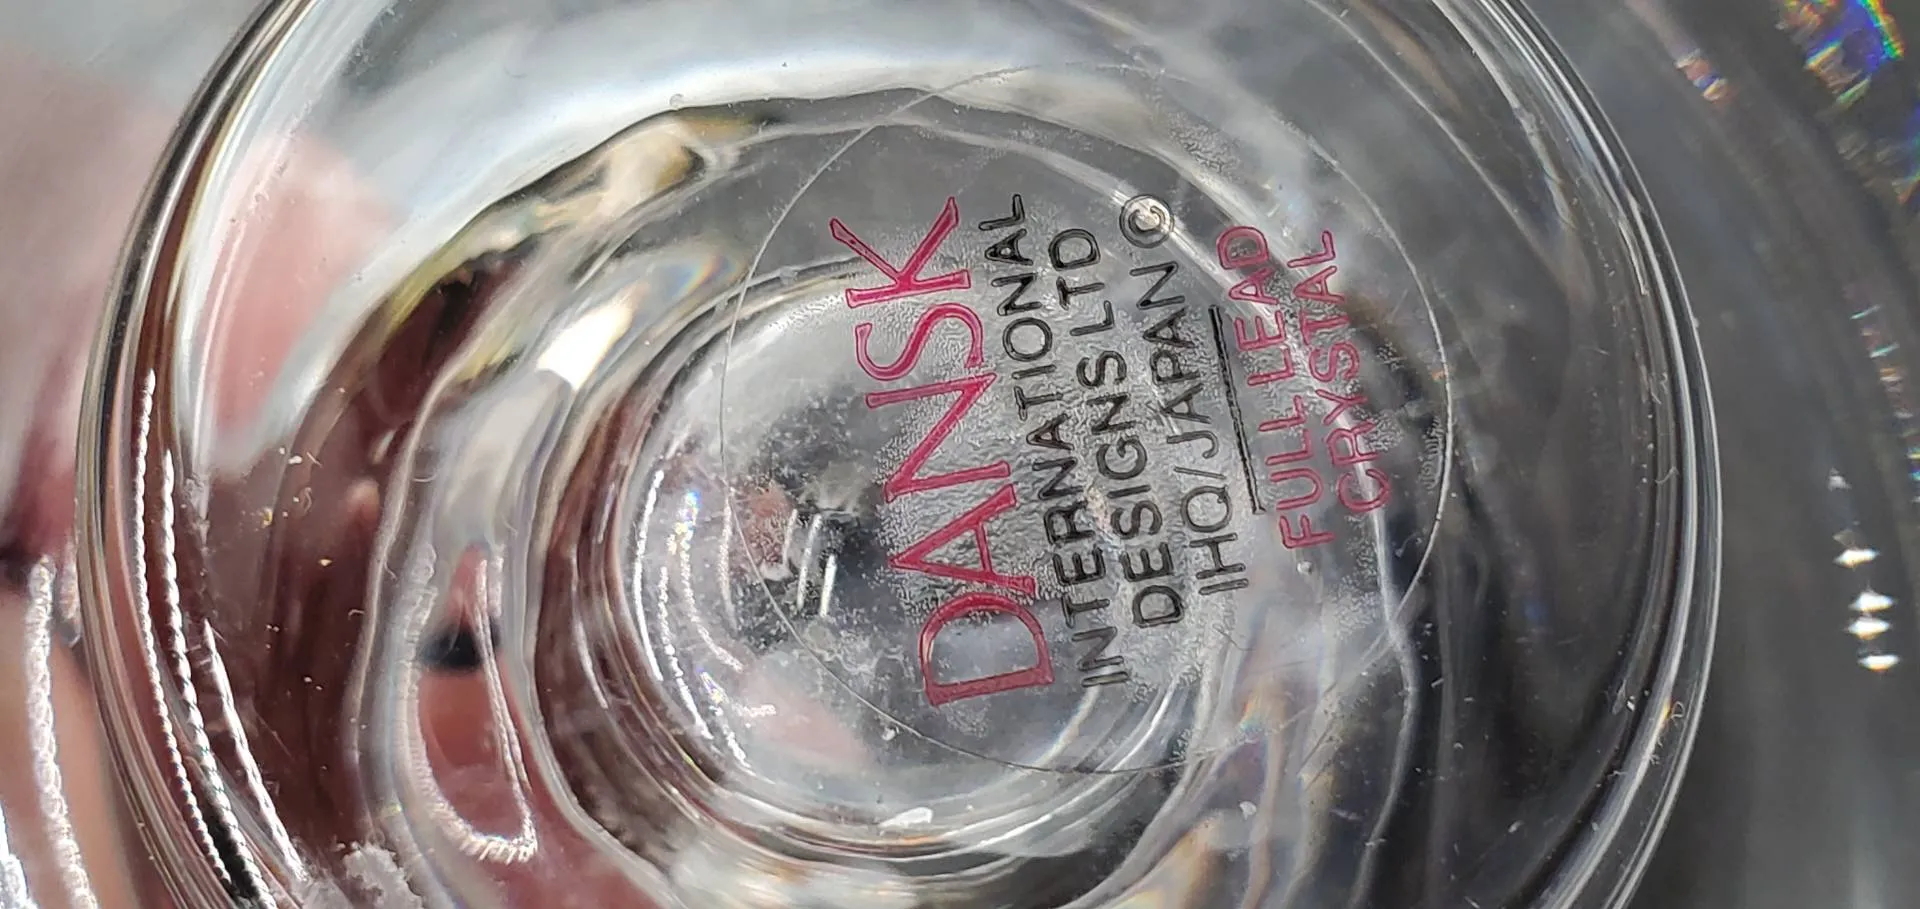 DANSK
INTERNATIONAL
DESIGNS LTD
IHQ/JAPAN ©
FULL LEAD
CRYSTAL